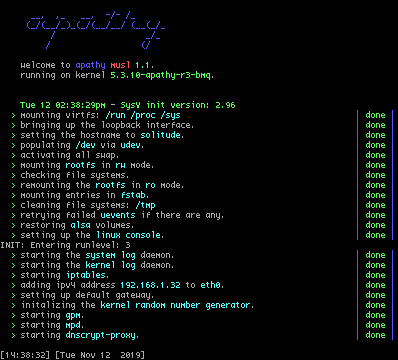 welcome to apathy musl 1.1.
running on kernel 5.3.10-apathy-r3-bmq.
Tue 12 02:38:29pm - SysV init version: 2.96
> mounting virtfs: /run /proc /sys | done
> bringing up the loopback interface. | done
> setting the hostname to solitude. | done
> populating /dev via udev. | done
> activating all swap. | done
> mounting rootfs in rw mode. | done
> checking file systems. | done
> remounting the rootfs in ro mode. | done
> mounting entries in fstab. | done
> cleaning file systems: /tmp | done
> retrying failed uevents if there are any. | done
> restoring alsa volumes. | done
> setting up the linux console. | done
INIT: Entering runlevel: 3
> starting the system log daemon. | done
> starting the kernel log daemon. | done
> starting iptables. | done
> adding ipv4 address 192.168.1.32 to eth0. | done
> setting up default gateway. | done
> initalizing the kernel random number generator. | done
> starting gpm. | done
> starting mpd. | done
> starting dnscrypt-proxy. | done
[14:38:32] [Tue Nov 12  2019]